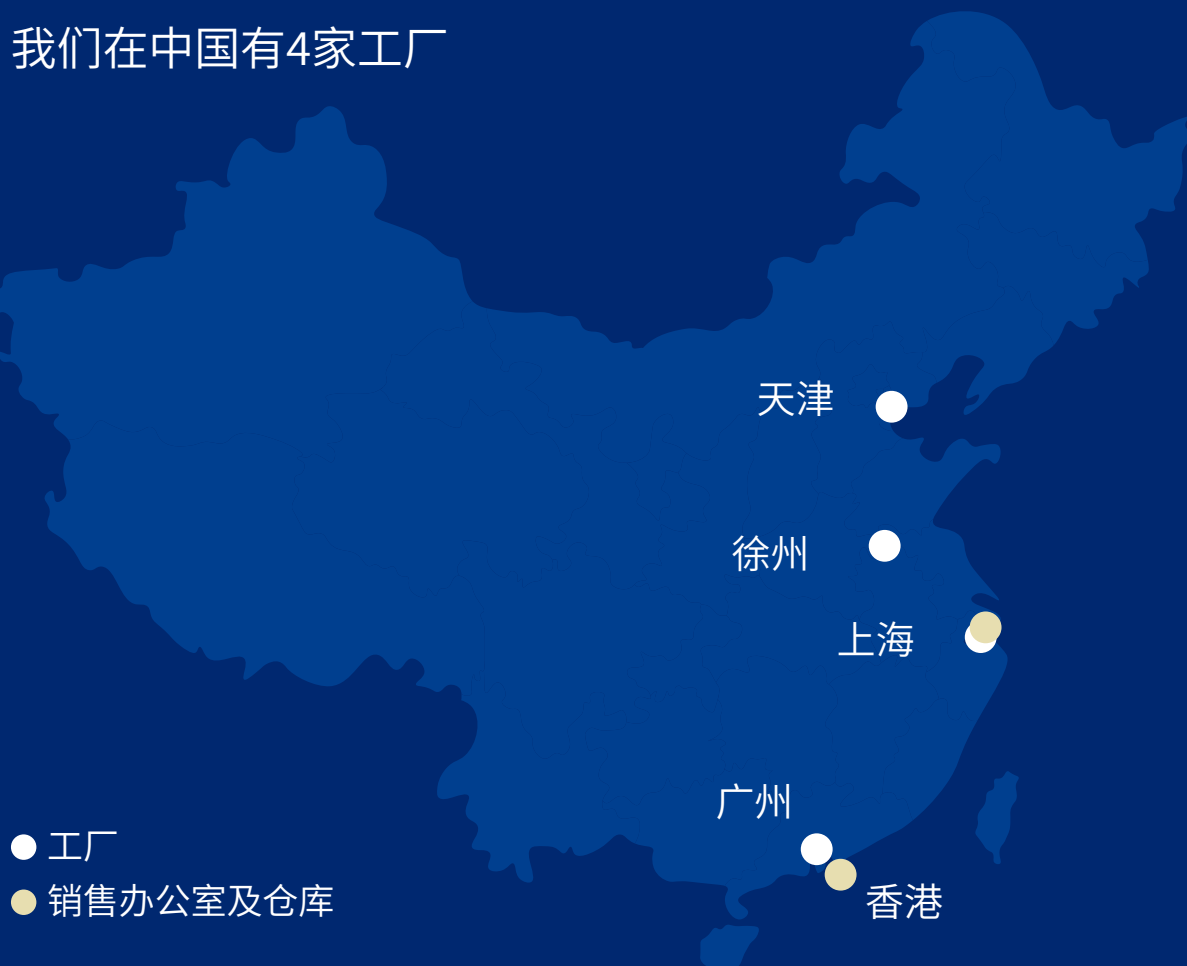 我们在中国有4家工厂
天津
徐州
上海
广州
香港
工厂
销售办公室及仓库